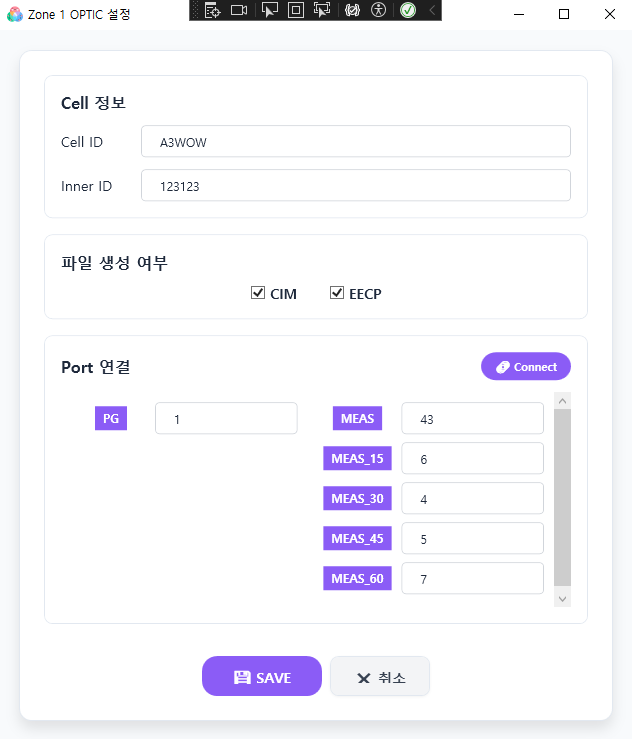 Zone 1 OPTIC 설정
Cell 정보
Cell ID A3WOW
Inner ID 123123
파일 생성 여부
CIM EECP
Port 연결 Connect
PG 1 MEAS 43
MEAS_15 6
MEAS_30 4
MEAS_45 5
MEAS_60 7
SAVE 취소